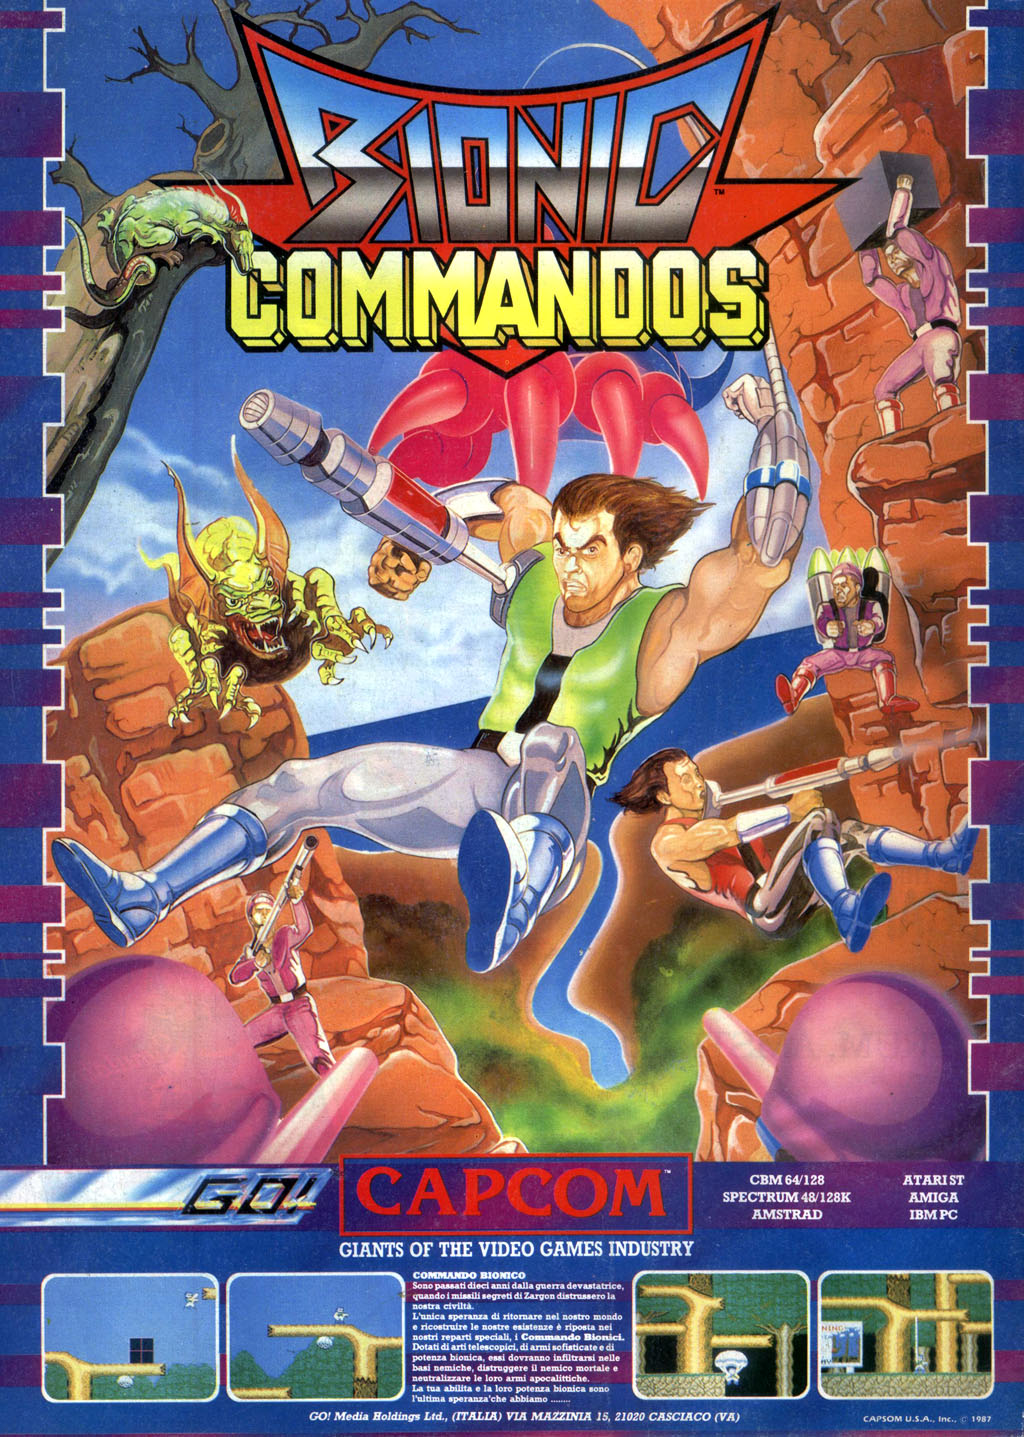 BIONIC
™
COMMANDOS
GO!
CAPCOM™
GIANTS OF THE VIDEO GAMES INDUSTRY
CBM 64/128
SPECTRUM 48/128K
AMSTRAD
ATARI ST
AMIGA
IBM PC
COMMANDO BIONICO
Sono passati dieci anni dalla guerra devastatrice,
quando i missili segreti di Zargon distrussero la
nostra civiltà.
L'unica speranza di ritornare nel nostro mondo
e ricostruire le nostre esistenze è riposta nei
nostri reparti speciali, i Commando Bionici.
Dotati di arti telescopici, di armi sofisticate e di
potenza bionica, essi dovranno infiltrarsi nelle
basi nemiche, distruggere il nemico mortale e
neutralizzare le loro armi apocalittiche.
La tua abilita e la loro potenza bionica sono
l'ultima speranza'che abbiamo ........
NING
GO! Media Holdings Ltd., (ITALIA) VIA MAZZINIA 15, 21020 CASCIACO (VA)
CAPSOM U.S.A., Inc., © 1987